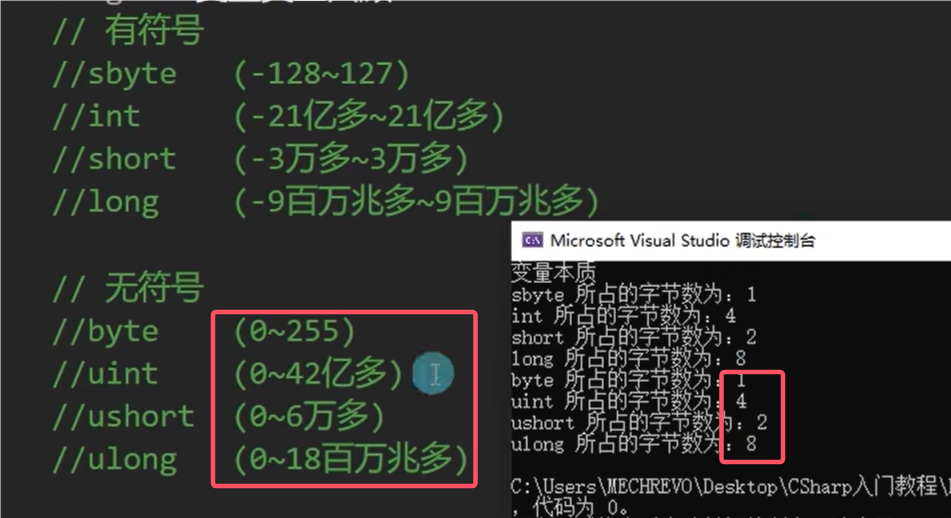 // 有符号
//sbyte (-128~127)
//int (-21亿多~21亿多)
//short (-3万多~3万多)
//long (-9百万兆多~9百万兆多)
// 无符号
//byte (0~255)
//uint (0~42亿多)
//ushort (0~6万多)
//ulong (0~18百万兆多)
Microsoft Visual Studio 调试控制台
变量本质
sbyte 所占的字节数为：1
int 所占的字节数为：4
short 所占的字节数为：2
long 所占的字节数为：8
byte 所占的字节数为：1
uint 所占的字节数为：4
ushort 所占的字节数为：2
ulong 所占的字节数为：8
C:\Users\MECHREVO\Desktop\CSharp入门教程\
，代码为 0。